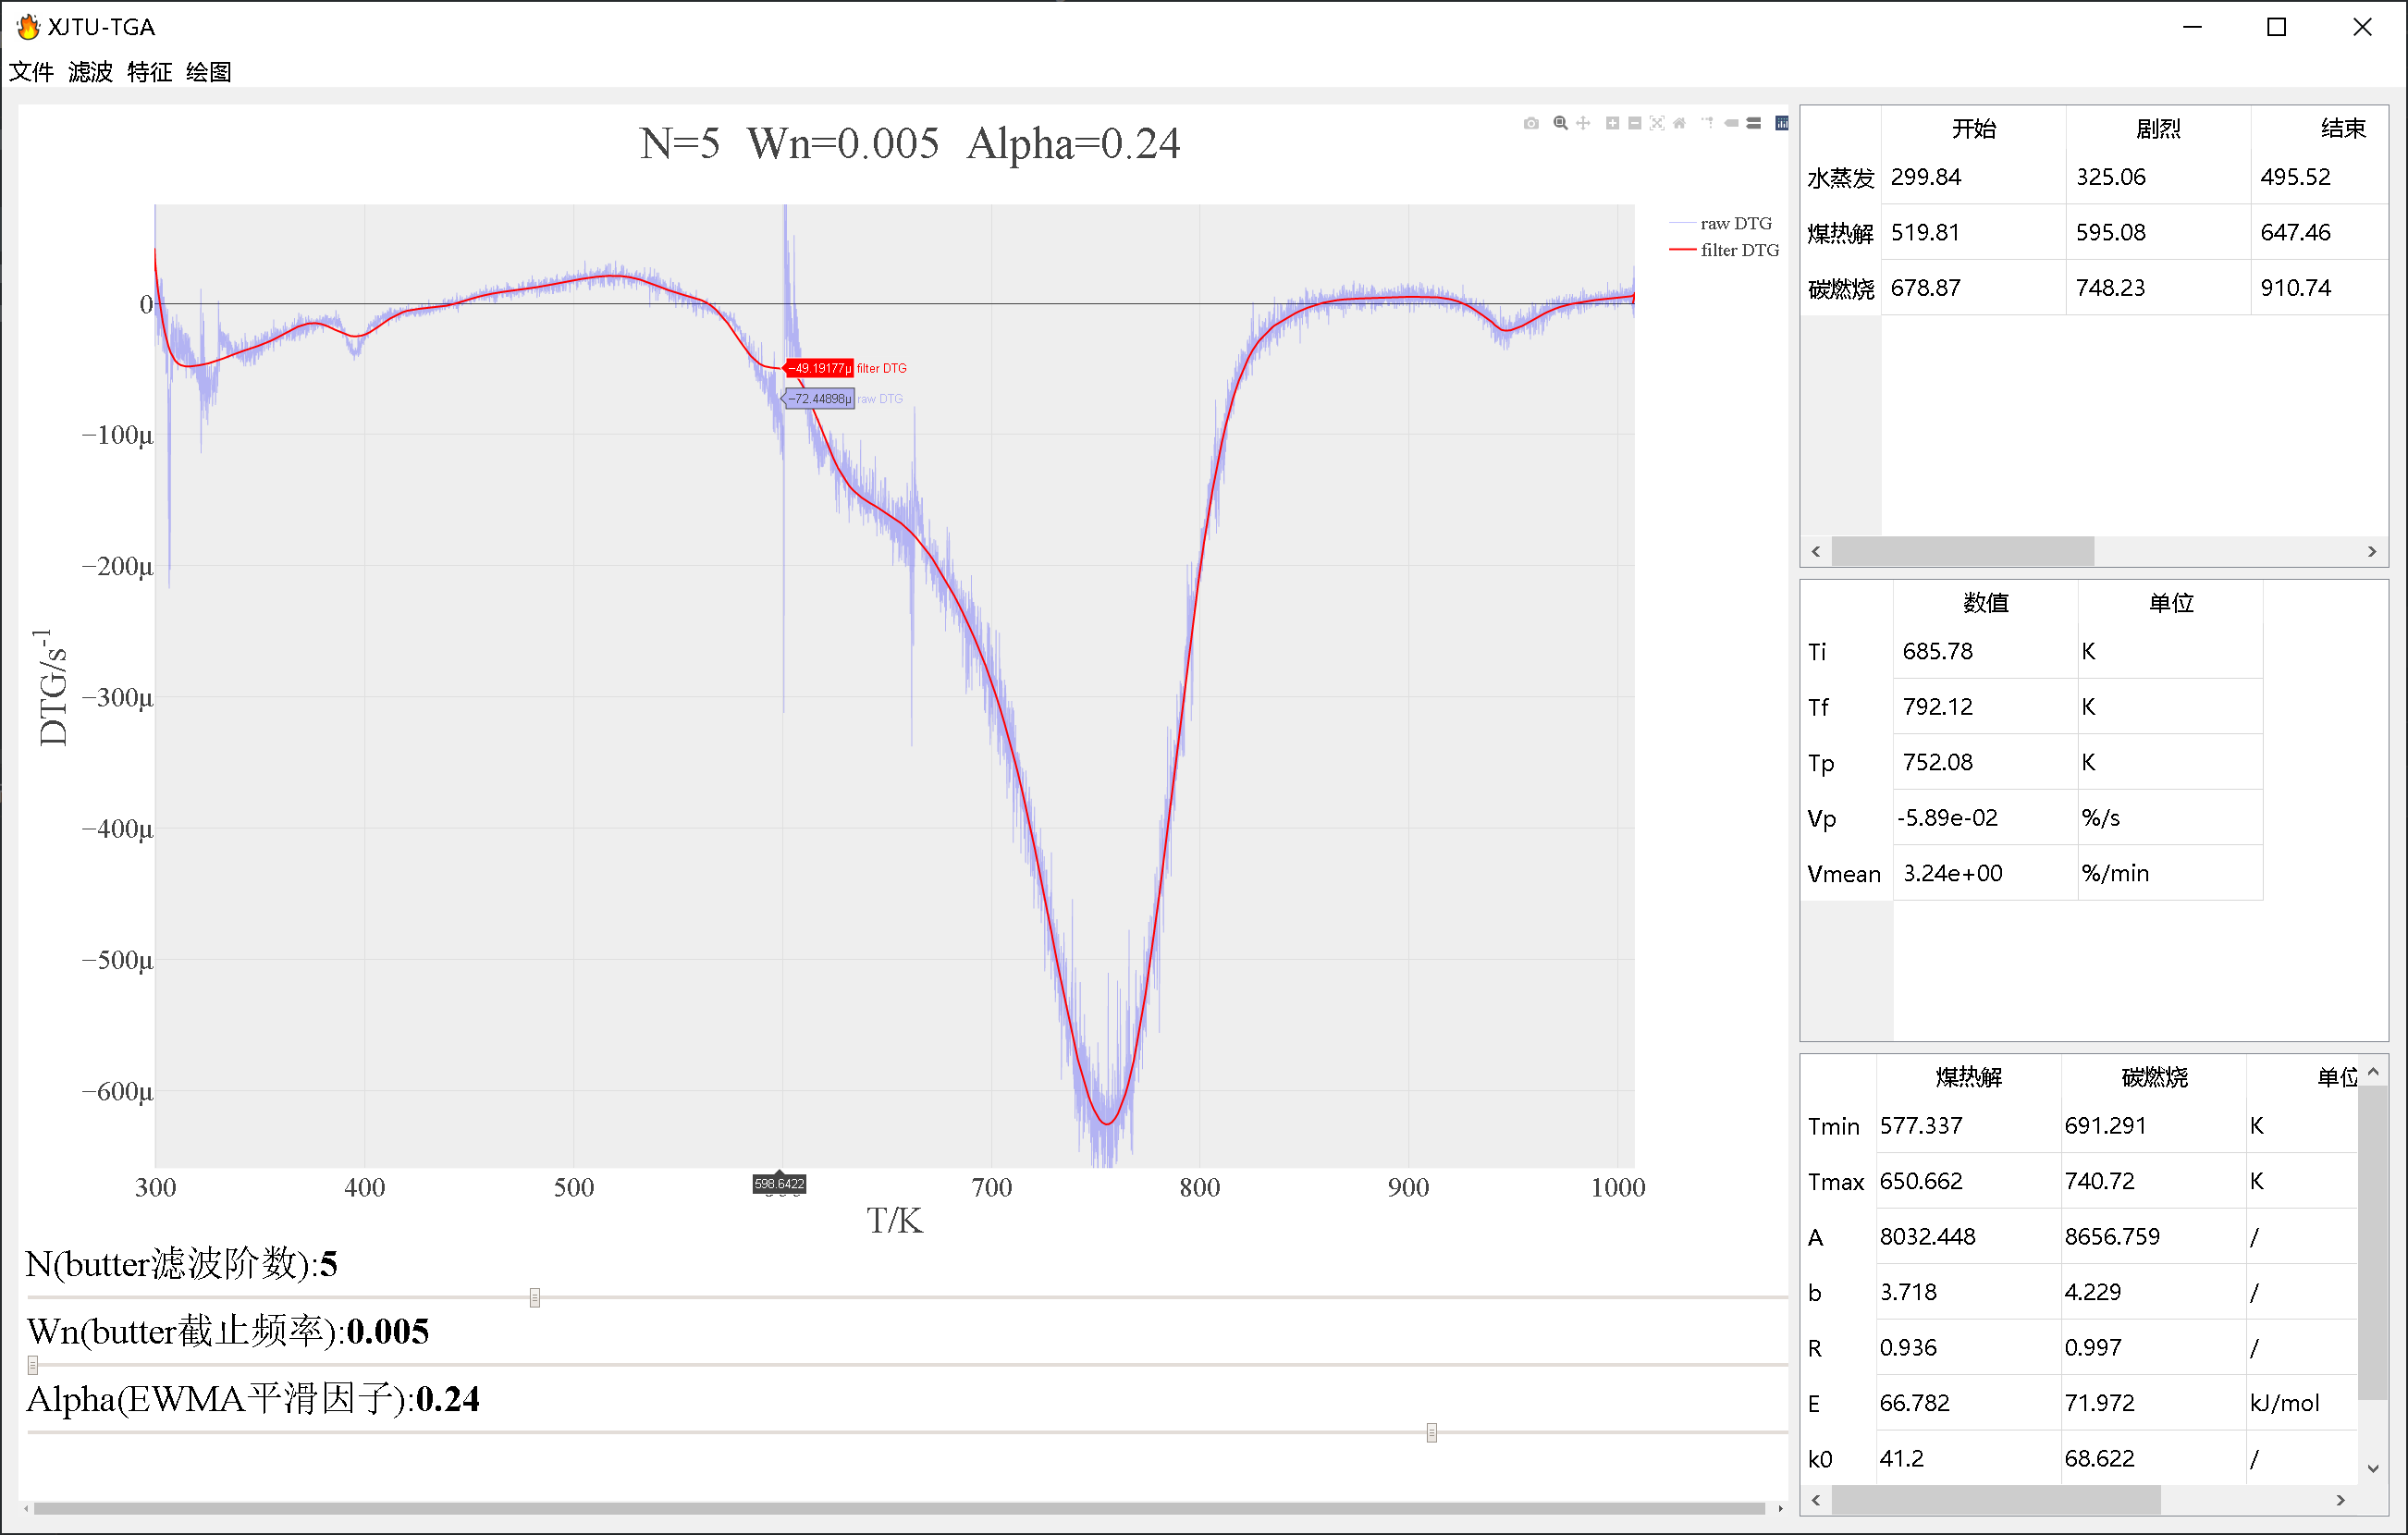 XJTU-TGA
文件 滤波 特征 绘图
N=5 Wn=0.005 Alpha=0.24
raw DTG
filter DTG
0
−100μ
−200μ
−300μ
−400μ
−500μ
−600μ
DTG/s-1
−49.19177μ filter DTG
−72.44898μ raw DTG
300 400 500 598.6422 700 800 900 1000
T/K
N(butter滤波阶数):5
Wn(butter截止频率):0.005
Alpha(EWMA平滑因子):0.24
开始 剧烈 结束
水蒸发 299.84 325.06 495.52
煤热解 519.81 595.08 647.46
碳燃烧 678.87 748.23 910.74
数值 单位
Ti 685.78 K
Tf 792.12 K
Tp 752.08 K
Vp -5.89e-02 %/s
Vmean 3.24e+00 %/min
煤热解 碳燃烧 单位
Tmin 577.337 691.291 K
Tmax 650.662 740.72 K
A 8032.448 8656.759 /
b 3.718 4.229 /
R 0.936 0.997 /
E 66.782 71.972 kJ/mol
k0 41.2 68.622 /